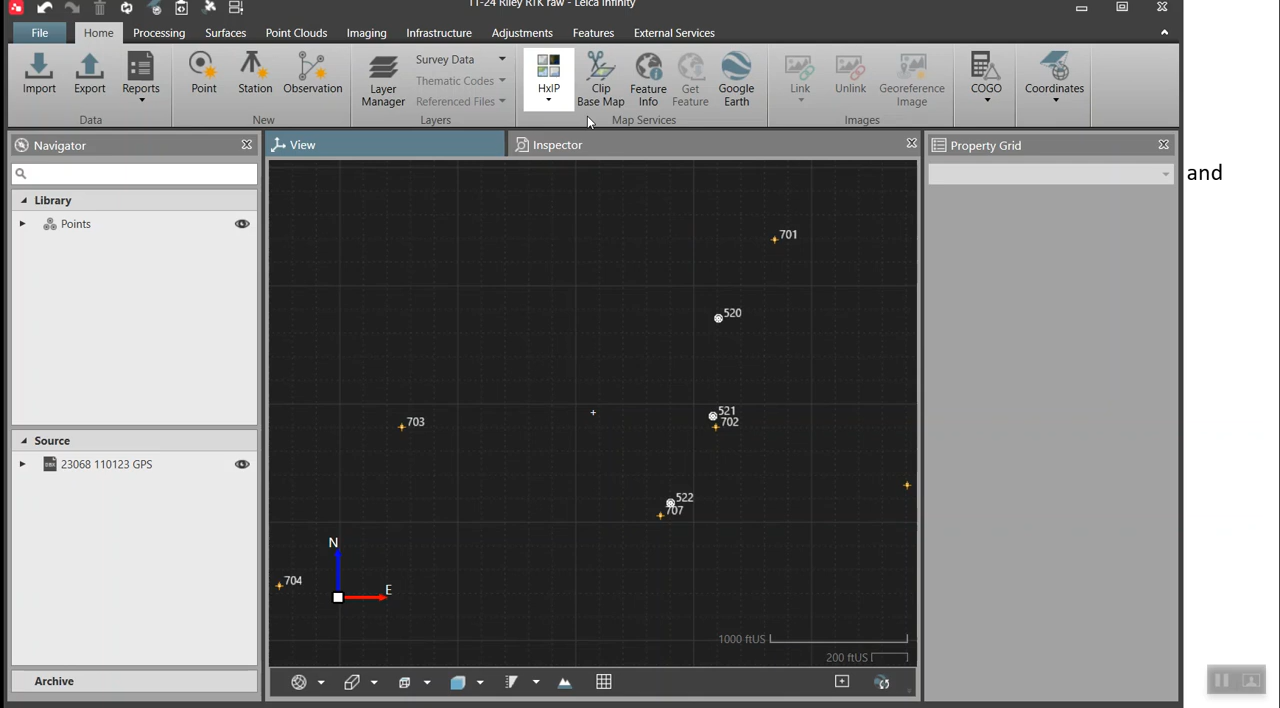 11-24 Riley RTK raw - Leica Infinity
File Home Processing Surfaces Point Clouds Imaging Infrastructure Adjustments Features External Services
Import Export Reports Point Station Observation Layer Manager Survey Data Thematic Codes Referenced Files HxIP Clip Base Map Feature Info Get Feature Google Earth Link Unlink Georeference Image COGO Coordinates
Data New Layers Map Services Images
Navigator View Inspector Property Grid
and
Library
Points
701
520
521
703 702
Source
23068 110123 GPS
522
707
N
704 E
1000 ftUS
200 ftUS
Archive